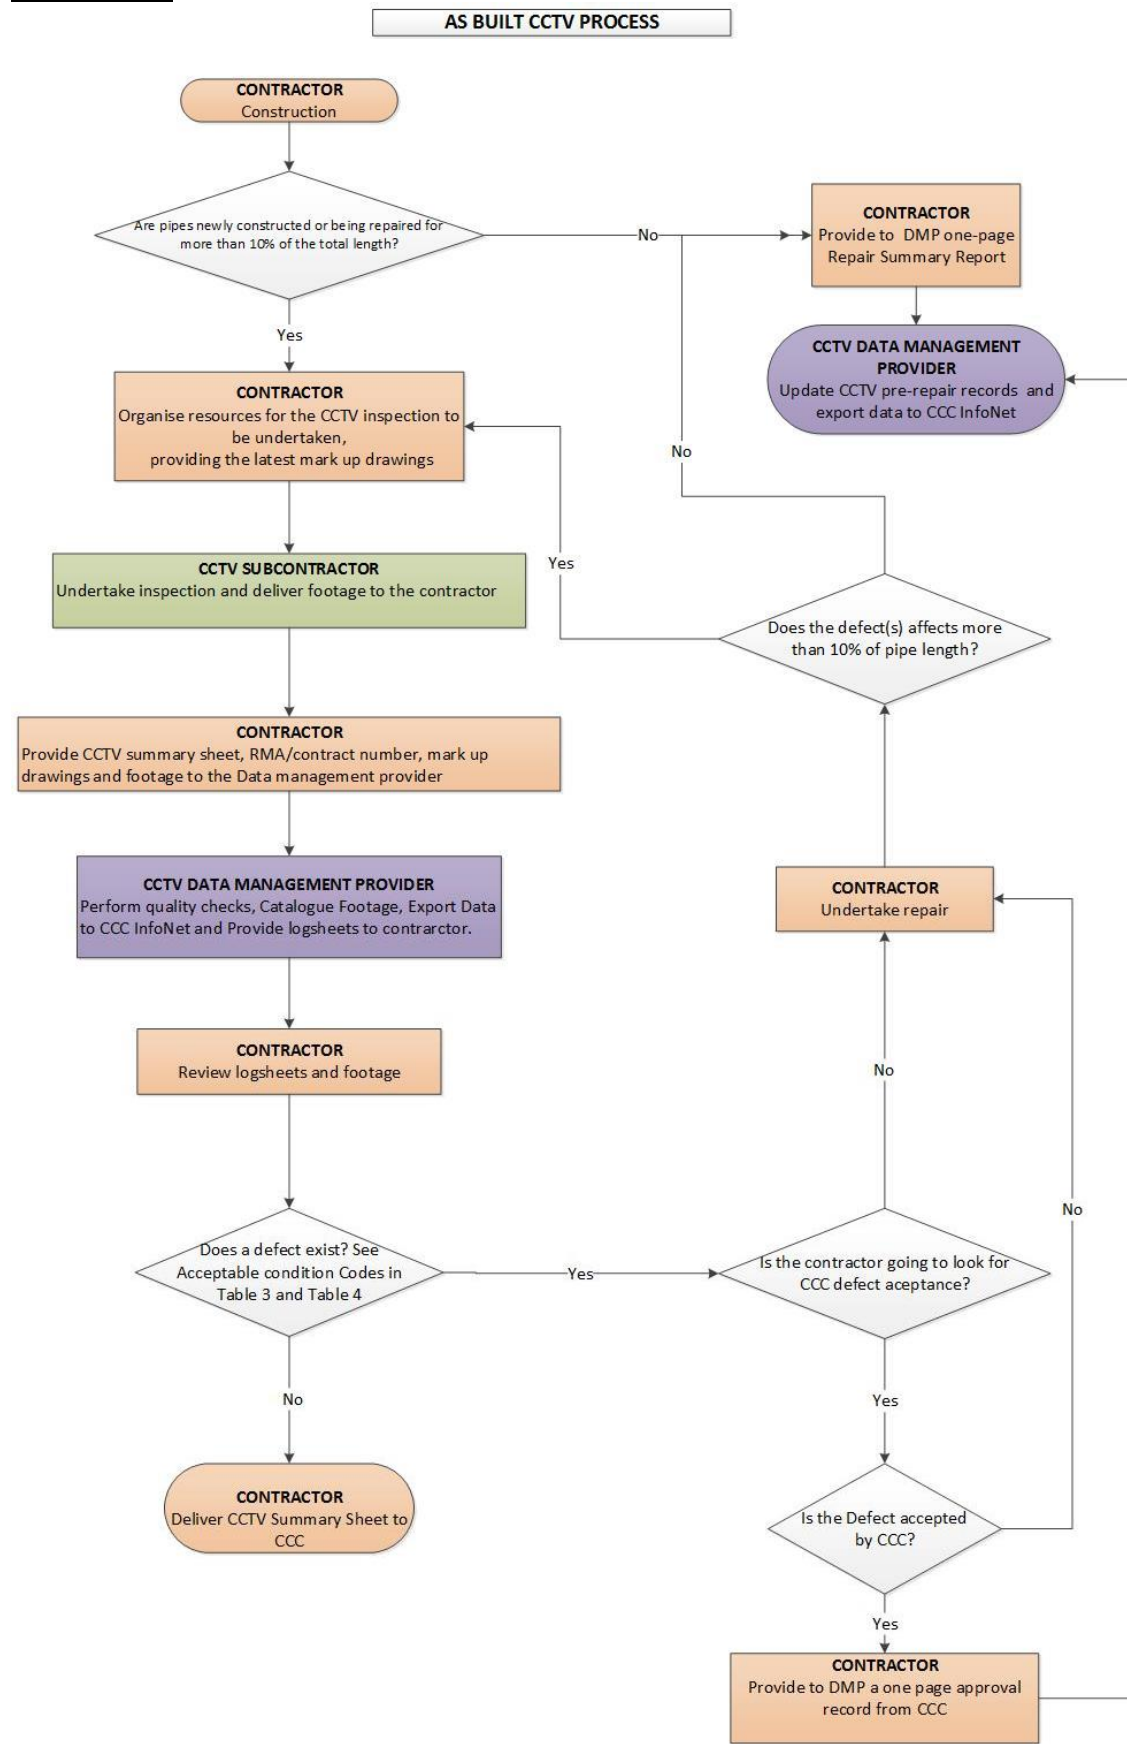 AS BUILT CCTV PROCESS
CONTRACTOR
Construction
Are pipes newly constructed or being repaired for
more than 10% of the total length?
No
CONTRACTOR
Provide to DMP one-page
Repair Summary Report
Yes
CCTV DATA MANAGEMENT
PROVIDER
Update CCTV pre-repair records and
export data to CCC InfoNet
CONTRACTOR
Organise resources for the CCTV inspection to
be undertaken,
providing the latest mark up drawings
No
CCTV SUBCONTRACTOR
Undertake inspection and deliver footage to the contractor
Yes
Does the defect(s) affects more
than 10% of pipe length?
CONTRACTOR
Provide CCTV summary sheet, RMA/contract number, mark up
drawings and footage to the Data management provider
CCTV DATA MANAGEMENT PROVIDER
Perform quality checks, Catalogue Footage, Export Data
to CCC InfoNet and Provide logsheets to contrarctor.
CONTRACTOR
Undertake repair
CONTRACTOR
Review logsheets and footage
No
No
Does a defect exist? See
Acceptable condition Codes in
Table 3 and Table 4
Yes
Is the contractor going to look for
CCC defect aceptance?
No
Yes
CONTRACTOR
Deliver CCTV Summary Sheet to
CCC
Is the Defect accepted
by CCC?
Yes
CONTRACTOR
Provide to DMP a one page approval
record from CCC